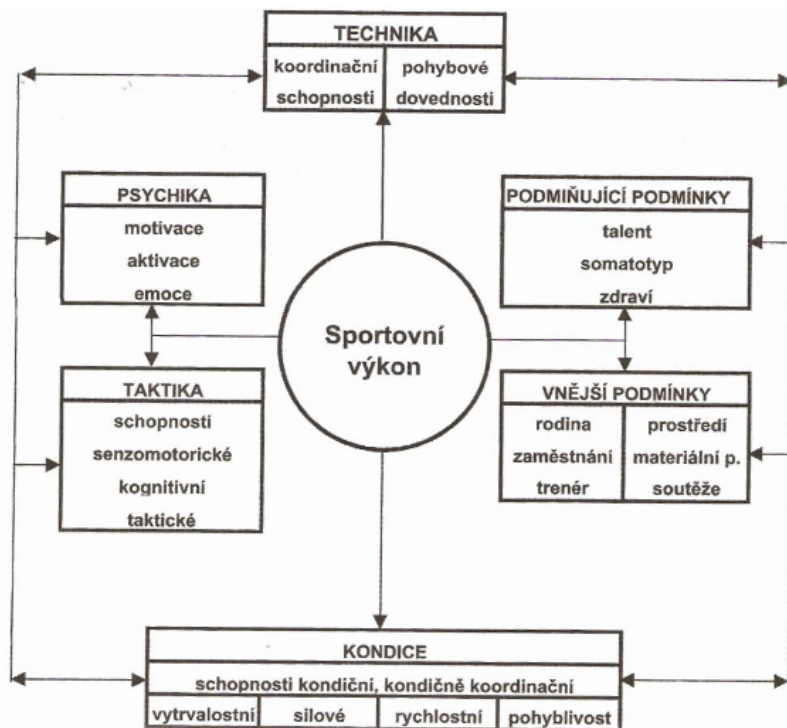 TECHNIKA
koordinační pohybové
schopnosti dovednosti
PSYCHIKA
motivace
aktivace
emoce
PODMIŇUJÍCÍ PODMÍNKY
talent
somatotyp
zdraví
Sportovní
výkon
TAKTIKA
schopnosti
senzomotorické
kognitivní
taktické
VNĚJŠÍ PODMÍNKY
rodina prostředí
zaměstnání materiální p.
trenér soutěže
KONDICE
schopnosti kondiční, kondičně koordinační
vytrvalostní silové rychlostní pohyblivost